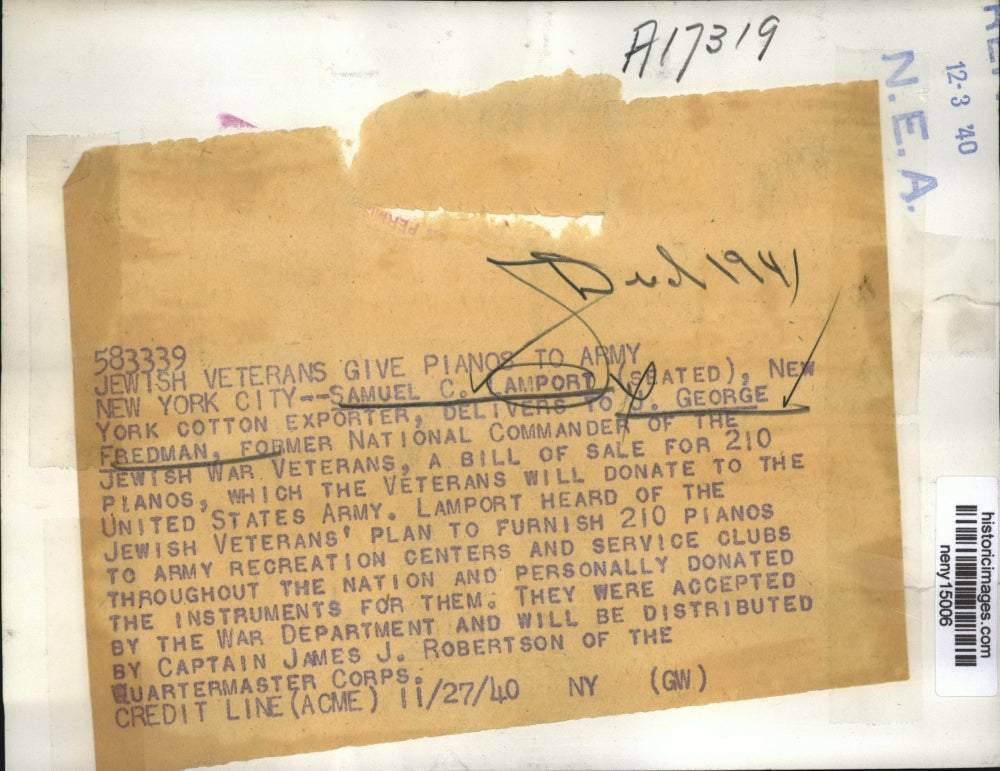 A17319
12-3 '40
N.E.A.
Died 1941
583339
JEWISH VETERANS GIVE PIANOS TO ARMY
NEW YORK CITY--SAMUEL C. LAMPORT (SEATED), NEW
YORK COTTON EXPORTER, DELIVERS TO J. GEORGE
FREDMAN, FORMER NATIONAL COMMANDER OF THE
JEWISH WAR VETERANS, A BILL OF SALE FOR 210
PIANOS, WHICH THE VETERANS WILL DONATE TO THE
UNITED STATES ARMY. LAMPORT HEARD OF THE
JEWISH VETERANS' PLAN TO FURNISH 210 PIANOS
TO ARMY RECREATION CENTERS AND SERVICE CLUBS
THROUGHOUT THE NATION AND PERSONALLY DONATED
THE INSTRUMENTS FOR THEM. THEY WERE ACCEPTED
BY THE WAR DEPARTMENT AND WILL BE DISTRIBUTED
BY CAPTAIN JAMES J. ROBERTSON OF THE
QUARTERMASTER CORPS.
CREDIT LINE (ACME) 11/27/40 NY (GW)
historicimages.com
neny15006